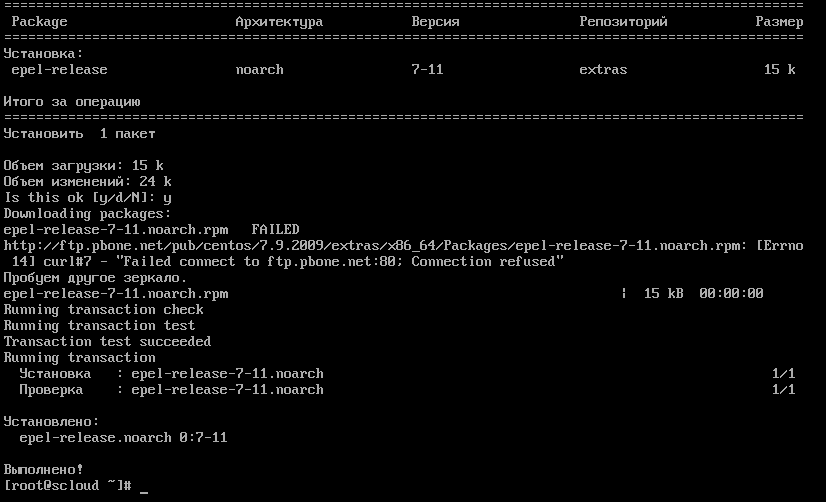 ================================================================================
Package Архитектура Версия Репозиторий Размер
================================================================================
Установка:
epel-release noarch 7-11 extras 15 k
Итого за операцию
================================================================================
Установить 1 пакет
Объем загрузки: 15 k
Объем изменений: 24 k
Is this ok [y/d/N]: y
Downloading packages:
epel-release-7-11.noarch.rpm FAILED
http://ftp.pbone.net/pub/centos/7.9.2009/extras/x86_64/Packages/epel-release-7-11.noarch.rpm: [Errno
14] curl#7 - "Failed connect to ftp.pbone.net:80; Connection refused"
Пробуем другое зеркало.
epel-release-7-11.noarch.rpm | 15 kB 00:00:00
Running transaction check
Running transaction test
Transaction test succeeded
Running transaction
Установка : epel-release-7-11.noarch 1/1
Проверка : epel-release-7-11.noarch 1/1
Установлено:
epel-release.noarch 0:7-11
Выполнено!
[root@scloud ~]# _